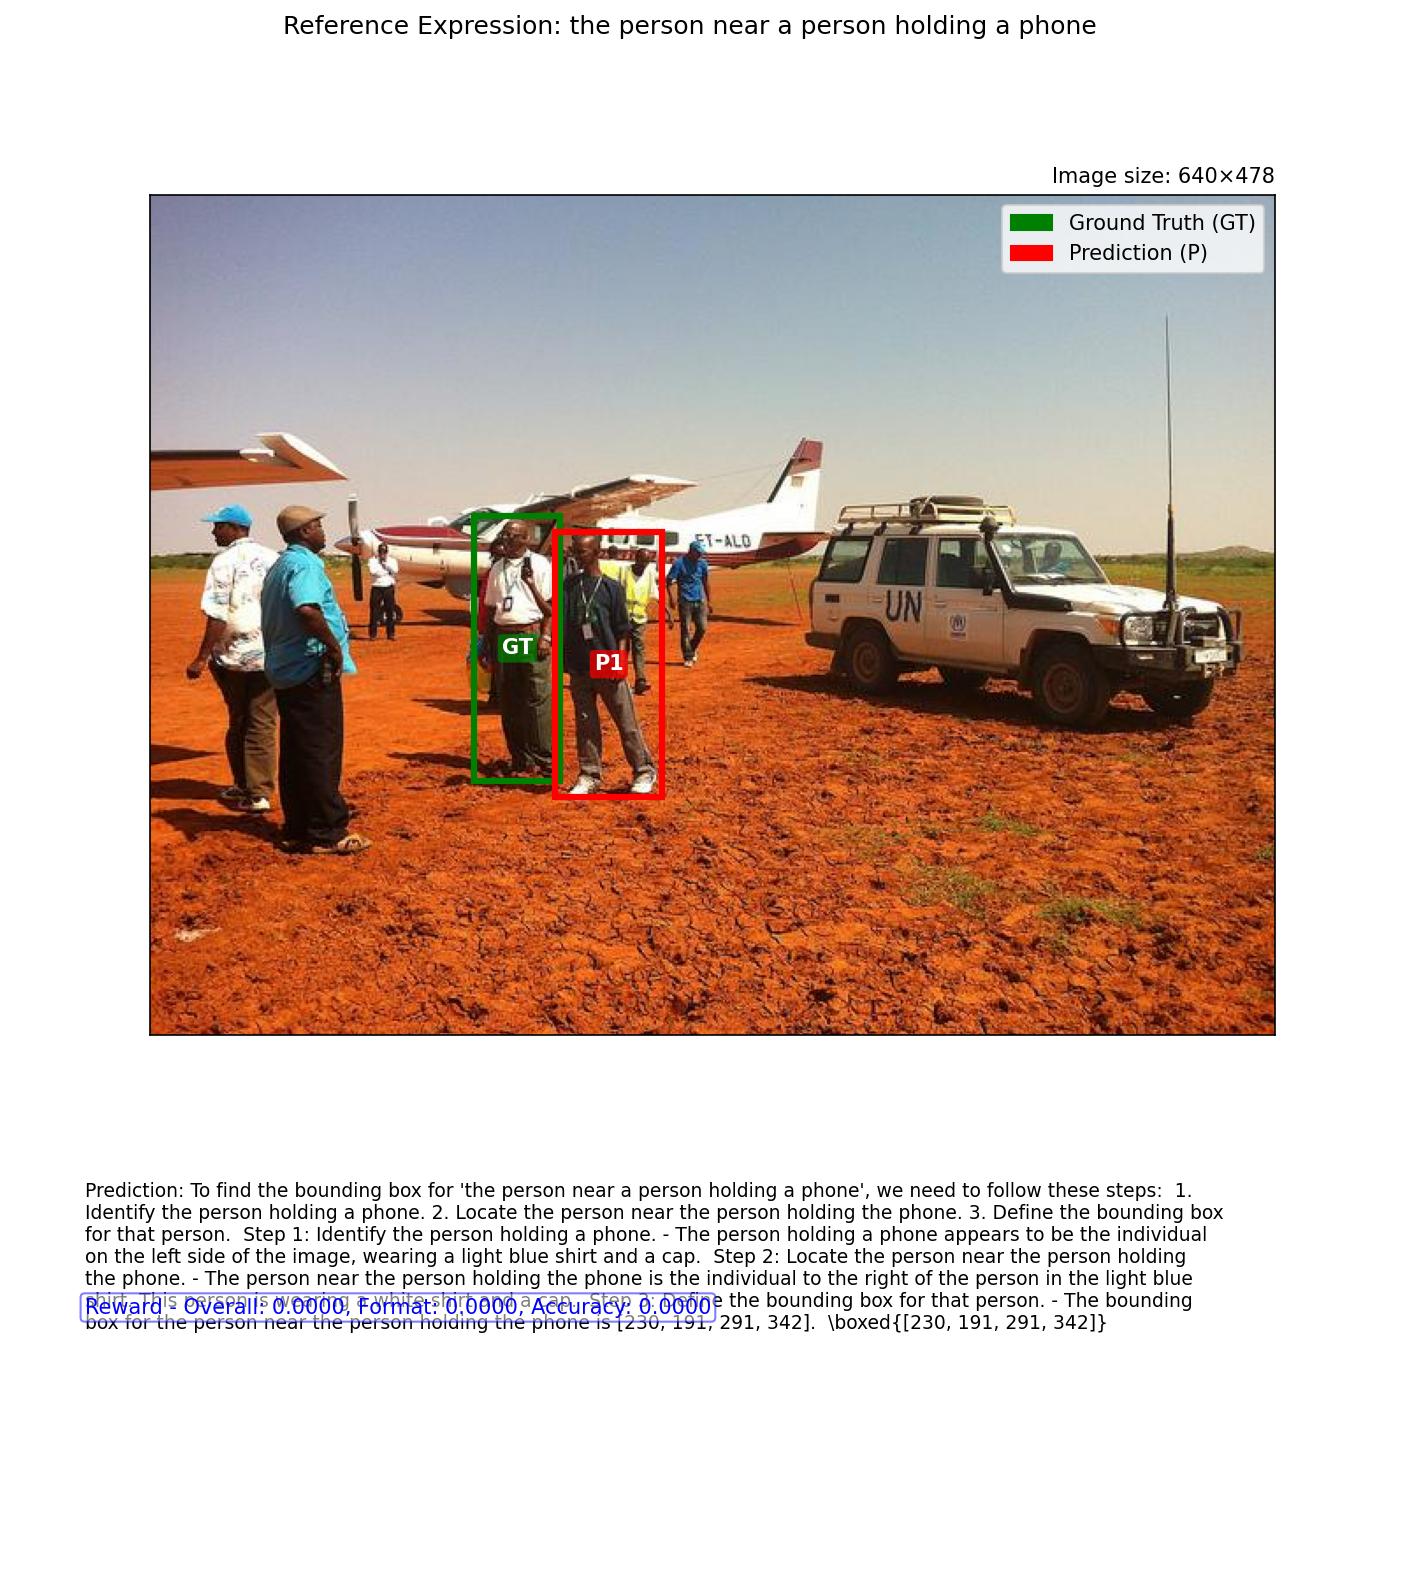 Reference Expression: the person near a person holding a phone
Image size: 640×478
Ground Truth (GT)
Prediction (P)
ET-ALD
UN
GT
P1
Prediction: To find the bounding box for 'the person near a person holding a phone', we need to follow these steps:  1.
Identify the person holding a phone. 2. Locate the person near the person holding the phone. 3. Define the bounding box
for that person.  Step 1: Identify the person holding a phone. - The person holding a phone appears to be the individual
on the left side of the image, wearing a light blue shirt and a cap.  Step 2: Locate the person near the person holding
the phone. - The person near the person holding the phone is the individual to the right of the person in the light blue
shirt. This person is wearing a white shirt and a cap.  Step 3: Define the bounding box for that person. - The bounding
Reward - Overall: 0.0000, Format: 0.0000, Accuracy: 0.0000
box for the person near the person holding the phone is [230, 191, 291, 342].  \boxed{[230, 191, 291, 342]}